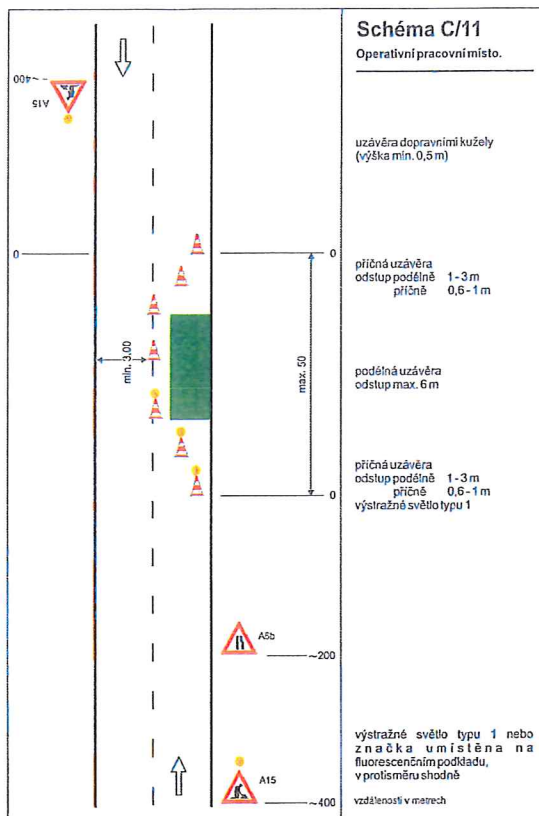 Schéma C/11
Operativní pracovní místo.
400~
A15
uzávěra dopravními kužely
(výška min. 0,5 m)
0
0
příčná uzávěra
odstup podélně 1-3 m
příčně 0,6-1 m
min. 3.00
max. 50
podélná uzávěra
odstup max. 6 m
příčná uzávěra
odstup podélně 1-3 m
příčně 0,6-1 m
výstražné světlo typu 1
0
A6b
~200
výstražné světlo typu 1 nebo
značka umístěna na
fluorescenčním podkladu,
v protisměru shodně
A15
~400
vzdálenosti v metrech